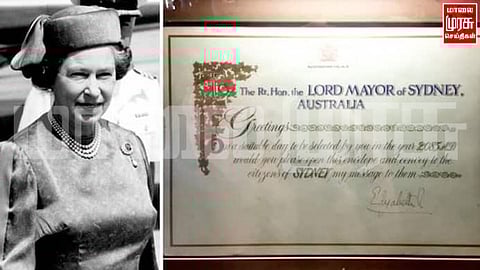 மாலை
முரசு
செய்திகள்
The Rt. Hon. the LORD MAYOR of SYDNEY,
AUSTRALIA
Greetings
On a suitable day to be selected by you in the year 2085 A.D
would you please open this envelope and convey to the
citizens of SYDNEY my message to them
Elizabeth R